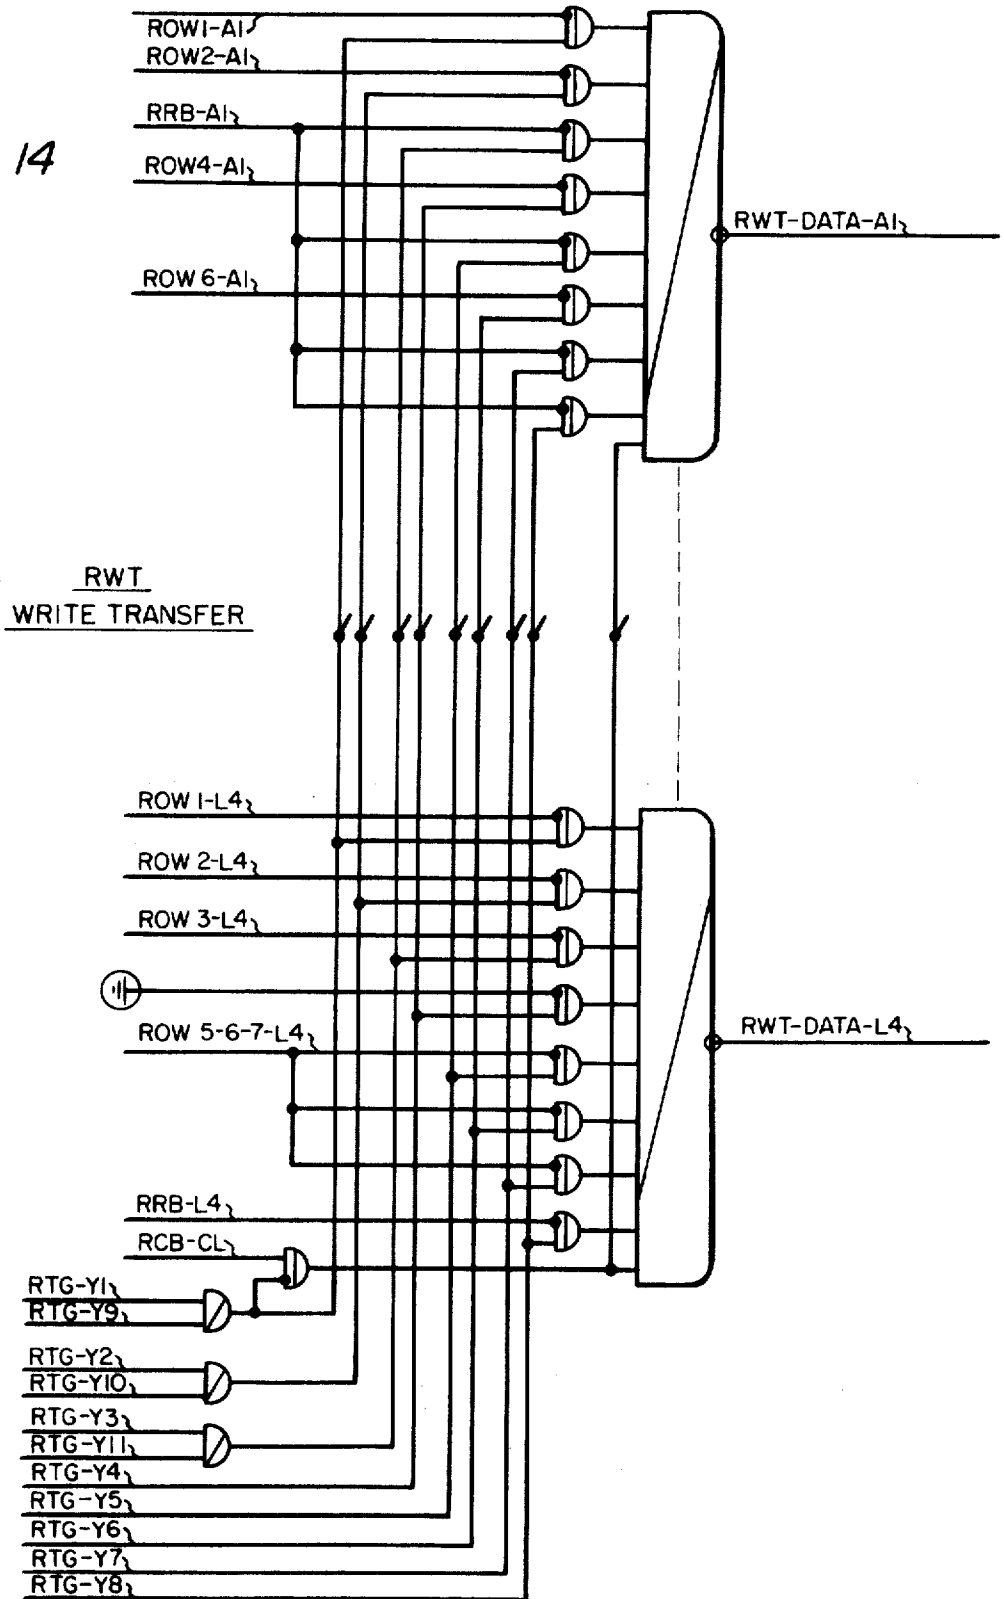 ROW1-A1
ROW2-A1
RRB-A1
14
ROW4-A1
RWT-DATA-A1
ROW 6-A1
RWT
WRITE TRANSFER
ROW 1-L4
ROW 2-L4
ROW 3-L4
ROW 5-6-7-L4
RWT-DATA-L4
RRB-L4
RCB-CL
RTG-Y1
RTG-Y9
RTG-Y2
RTG-Y10
RTG-Y3
RTG-Y11
RTG-Y4
RTG-Y5
RTG-Y6
RTG-Y7
RTG-Y8